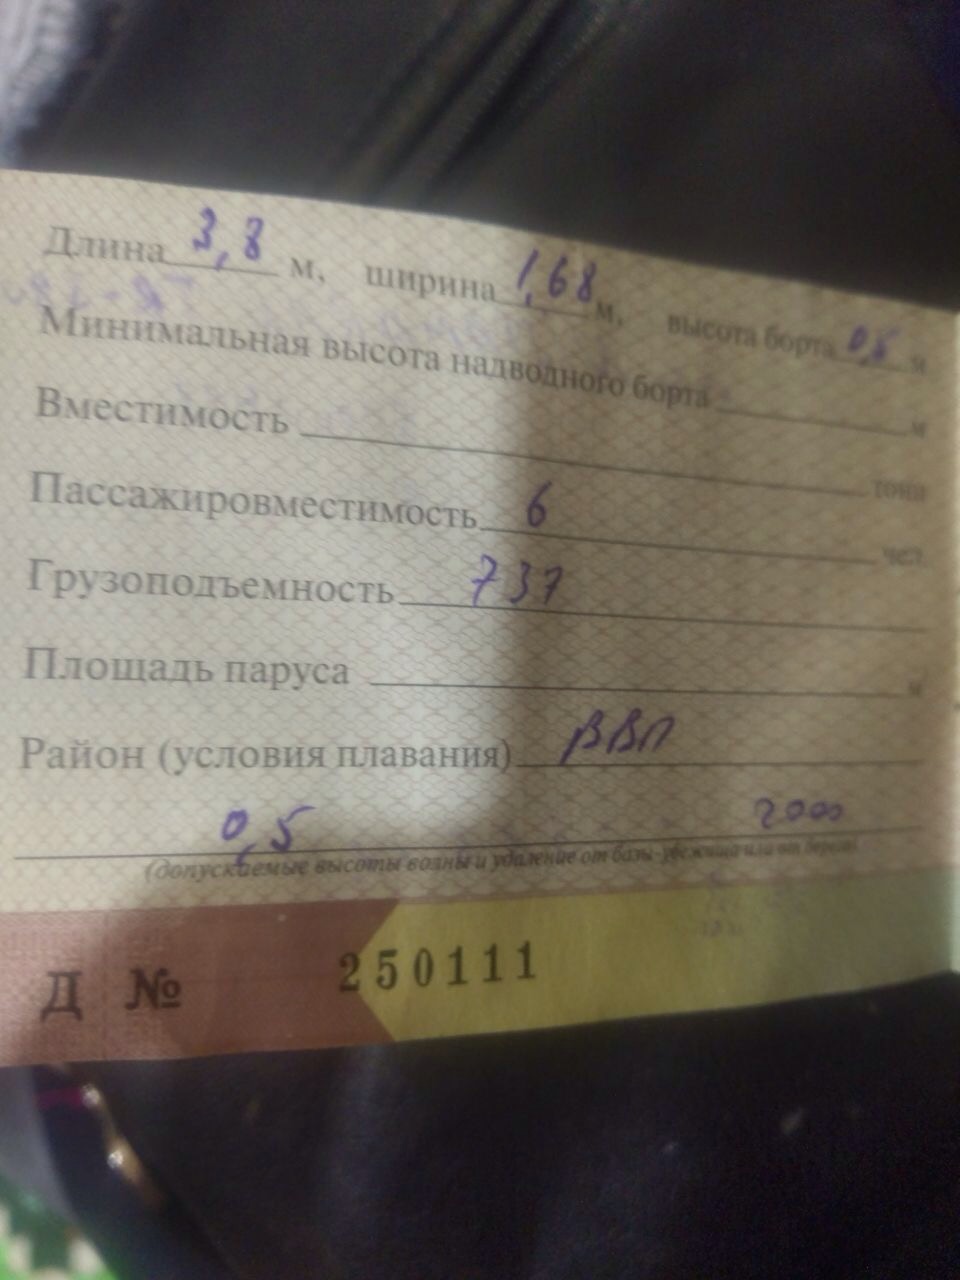 Длина 3,8 м, ширина 1,68 м, высота борта 0,5 м
Минимальная высота надводного борта м
Вместимость тонн
Пассажировместимость 6 чел.
Грузоподъемность 737
Площадь паруса м
Район (условия плавания) ВВП
0,5 2000
(допускаемые высоты волны и удаление от базы-убежища или от берега)
Д № 250111